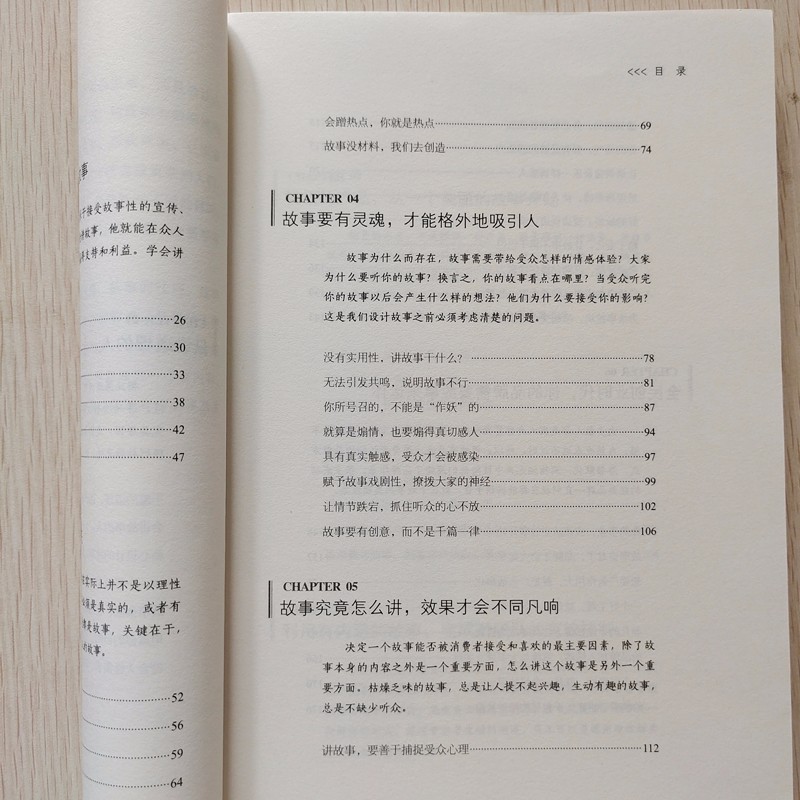 事
于接受故事性的宣传、
故事，他就能在众人
支持和利益。学会讲
26
30
33
38
42
47
实际上并不是以理性
须是真实的，或者有
是故事，关键在于，
的故事。
52
56
59
64
<<< 目 录
会蹭热点，你就是热点 69
故事没材料，我们去创造 74
CHAPTER 04
故事要有灵魂，才能格外地吸引人
故事为什么而存在，故事需要带给受众怎样的情感体验？大家
为什么要听你的故事？换言之，你的故事看点在哪里？当受众听完
你的故事以后会产生什么样的想法？他们为什么要接受你的影响？
这是我们设计故事之前必须考虑清楚的问题。
没有实用性，讲故事干什么？ 78
无法引发共鸣，说明故事不行 81
你所号召的，不能是“作妖”的 87
就算是煽情，也要煽得真切感人 94
具有真实触感，受众才会被感染 97
赋予故事戏剧性，撩拨大家的神经 99
让情节跌宕，抓住听众的心不放 102
故事要有创意，而不是千篇一律 106
CHAPTER 05
故事究竟怎么讲，效果才会不同凡响
决定一个故事能否被消费者接受和喜欢的最主要因素，除了故
事本身的内容之外是一个重要方面，怎么讲这个故事是另外一个重
要方面。枯燥乏味的故事，总是让人提不起兴趣，生动有趣的故事，
总是不缺少听众。
讲故事，要善于捕捉受众心理 112